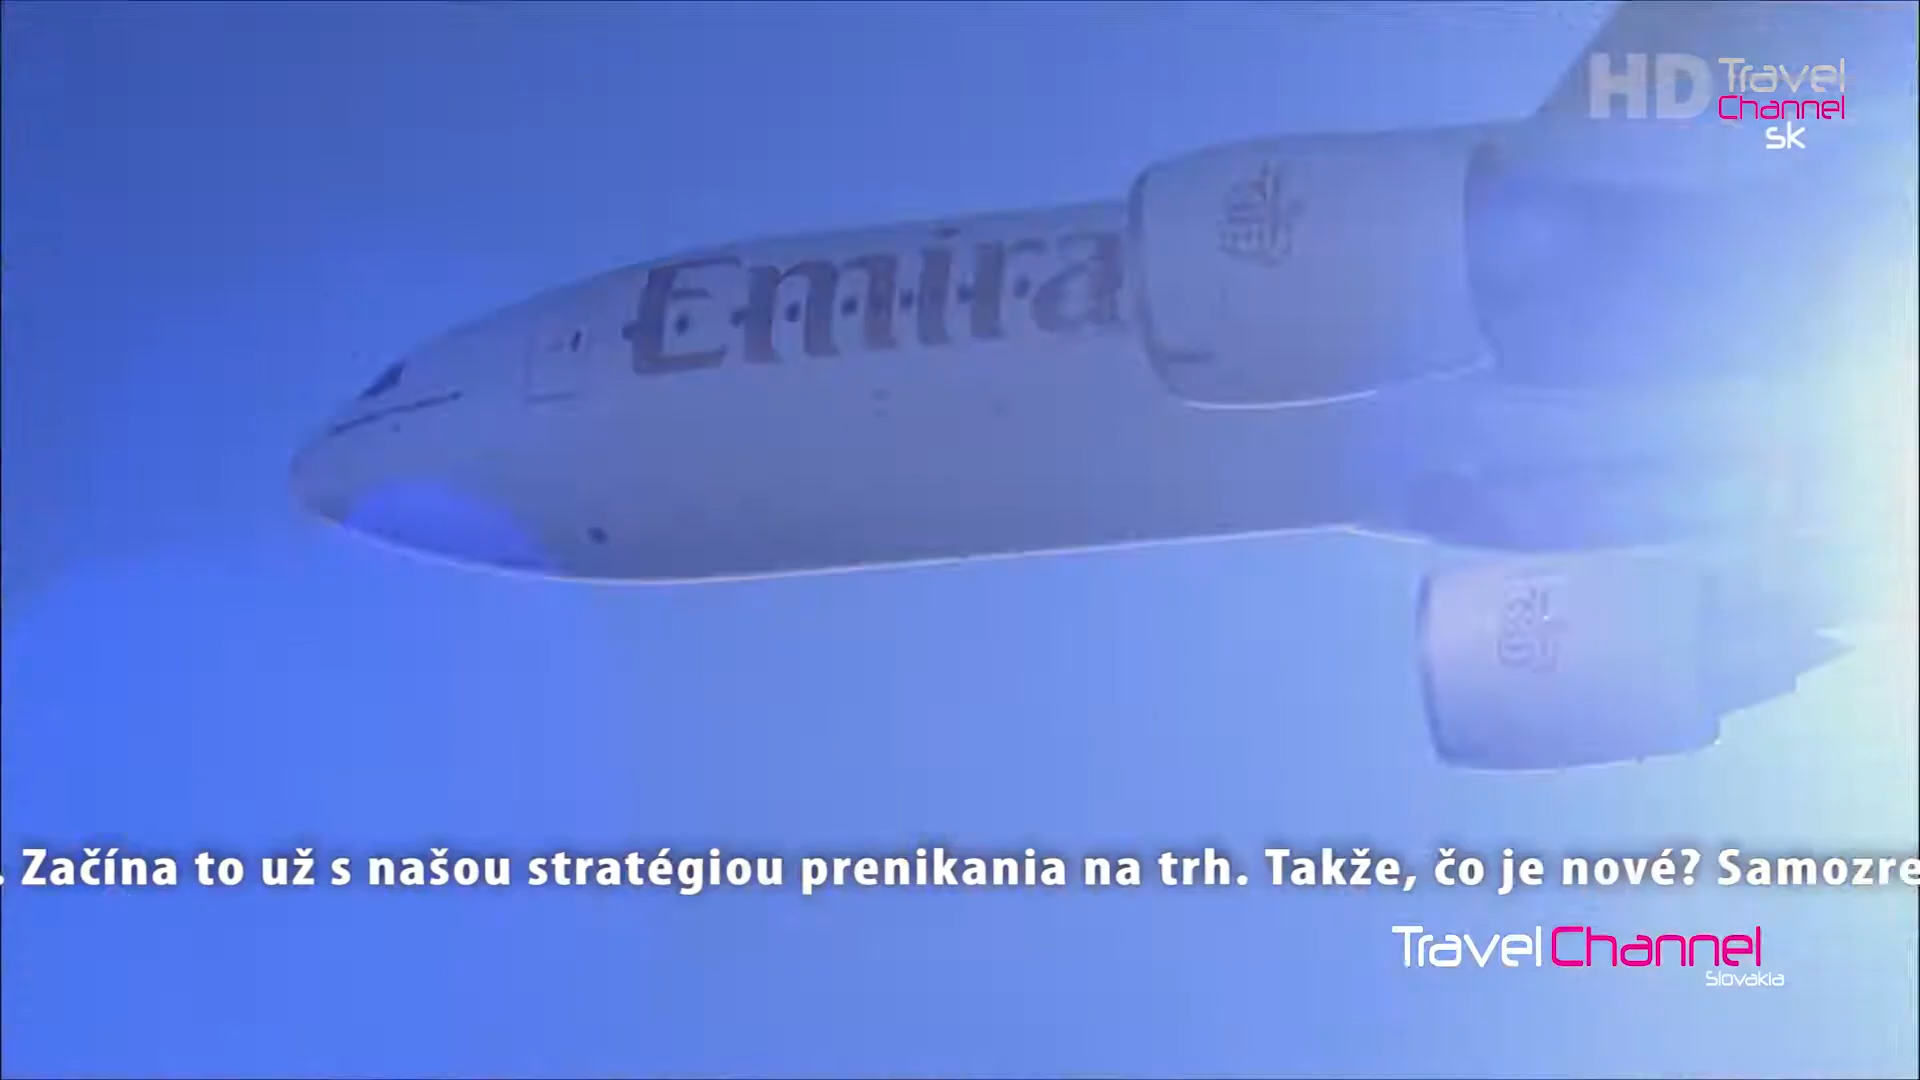 HD Travel
Channel
sk
Emira
. Začína to už s našou stratégiou prenikania na trh. Takže, čo je nové? Samozre
Travel Channel
Slovakia